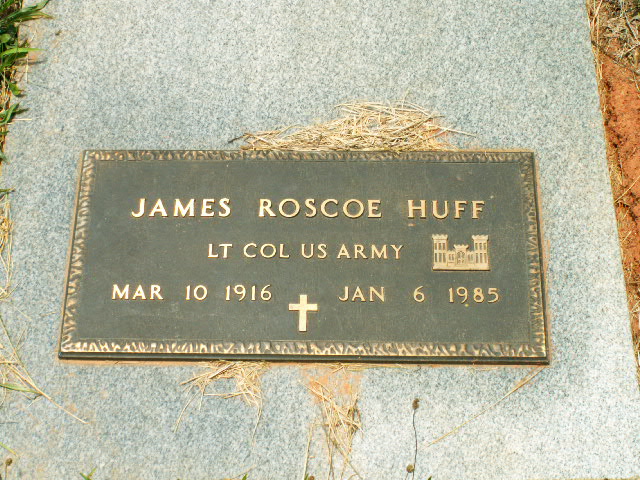 JAMES ROSCOE HUFF
LT COL US ARMY
MAR 10 1916 JAN 6 1985